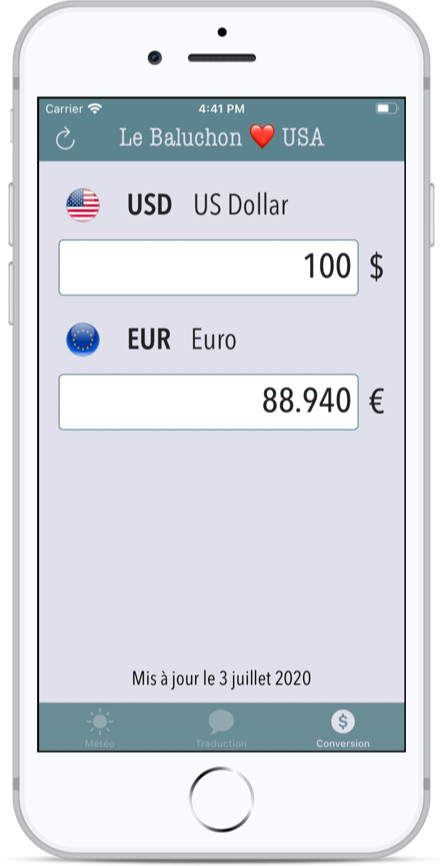 Carrier 4:41 PM
Le Baluchon ❤️ USA
USD US Dollar
100 $
EUR Euro
88.940 €
Mis à jour le 3 juillet 2020
$
Météo Traduction Conversion